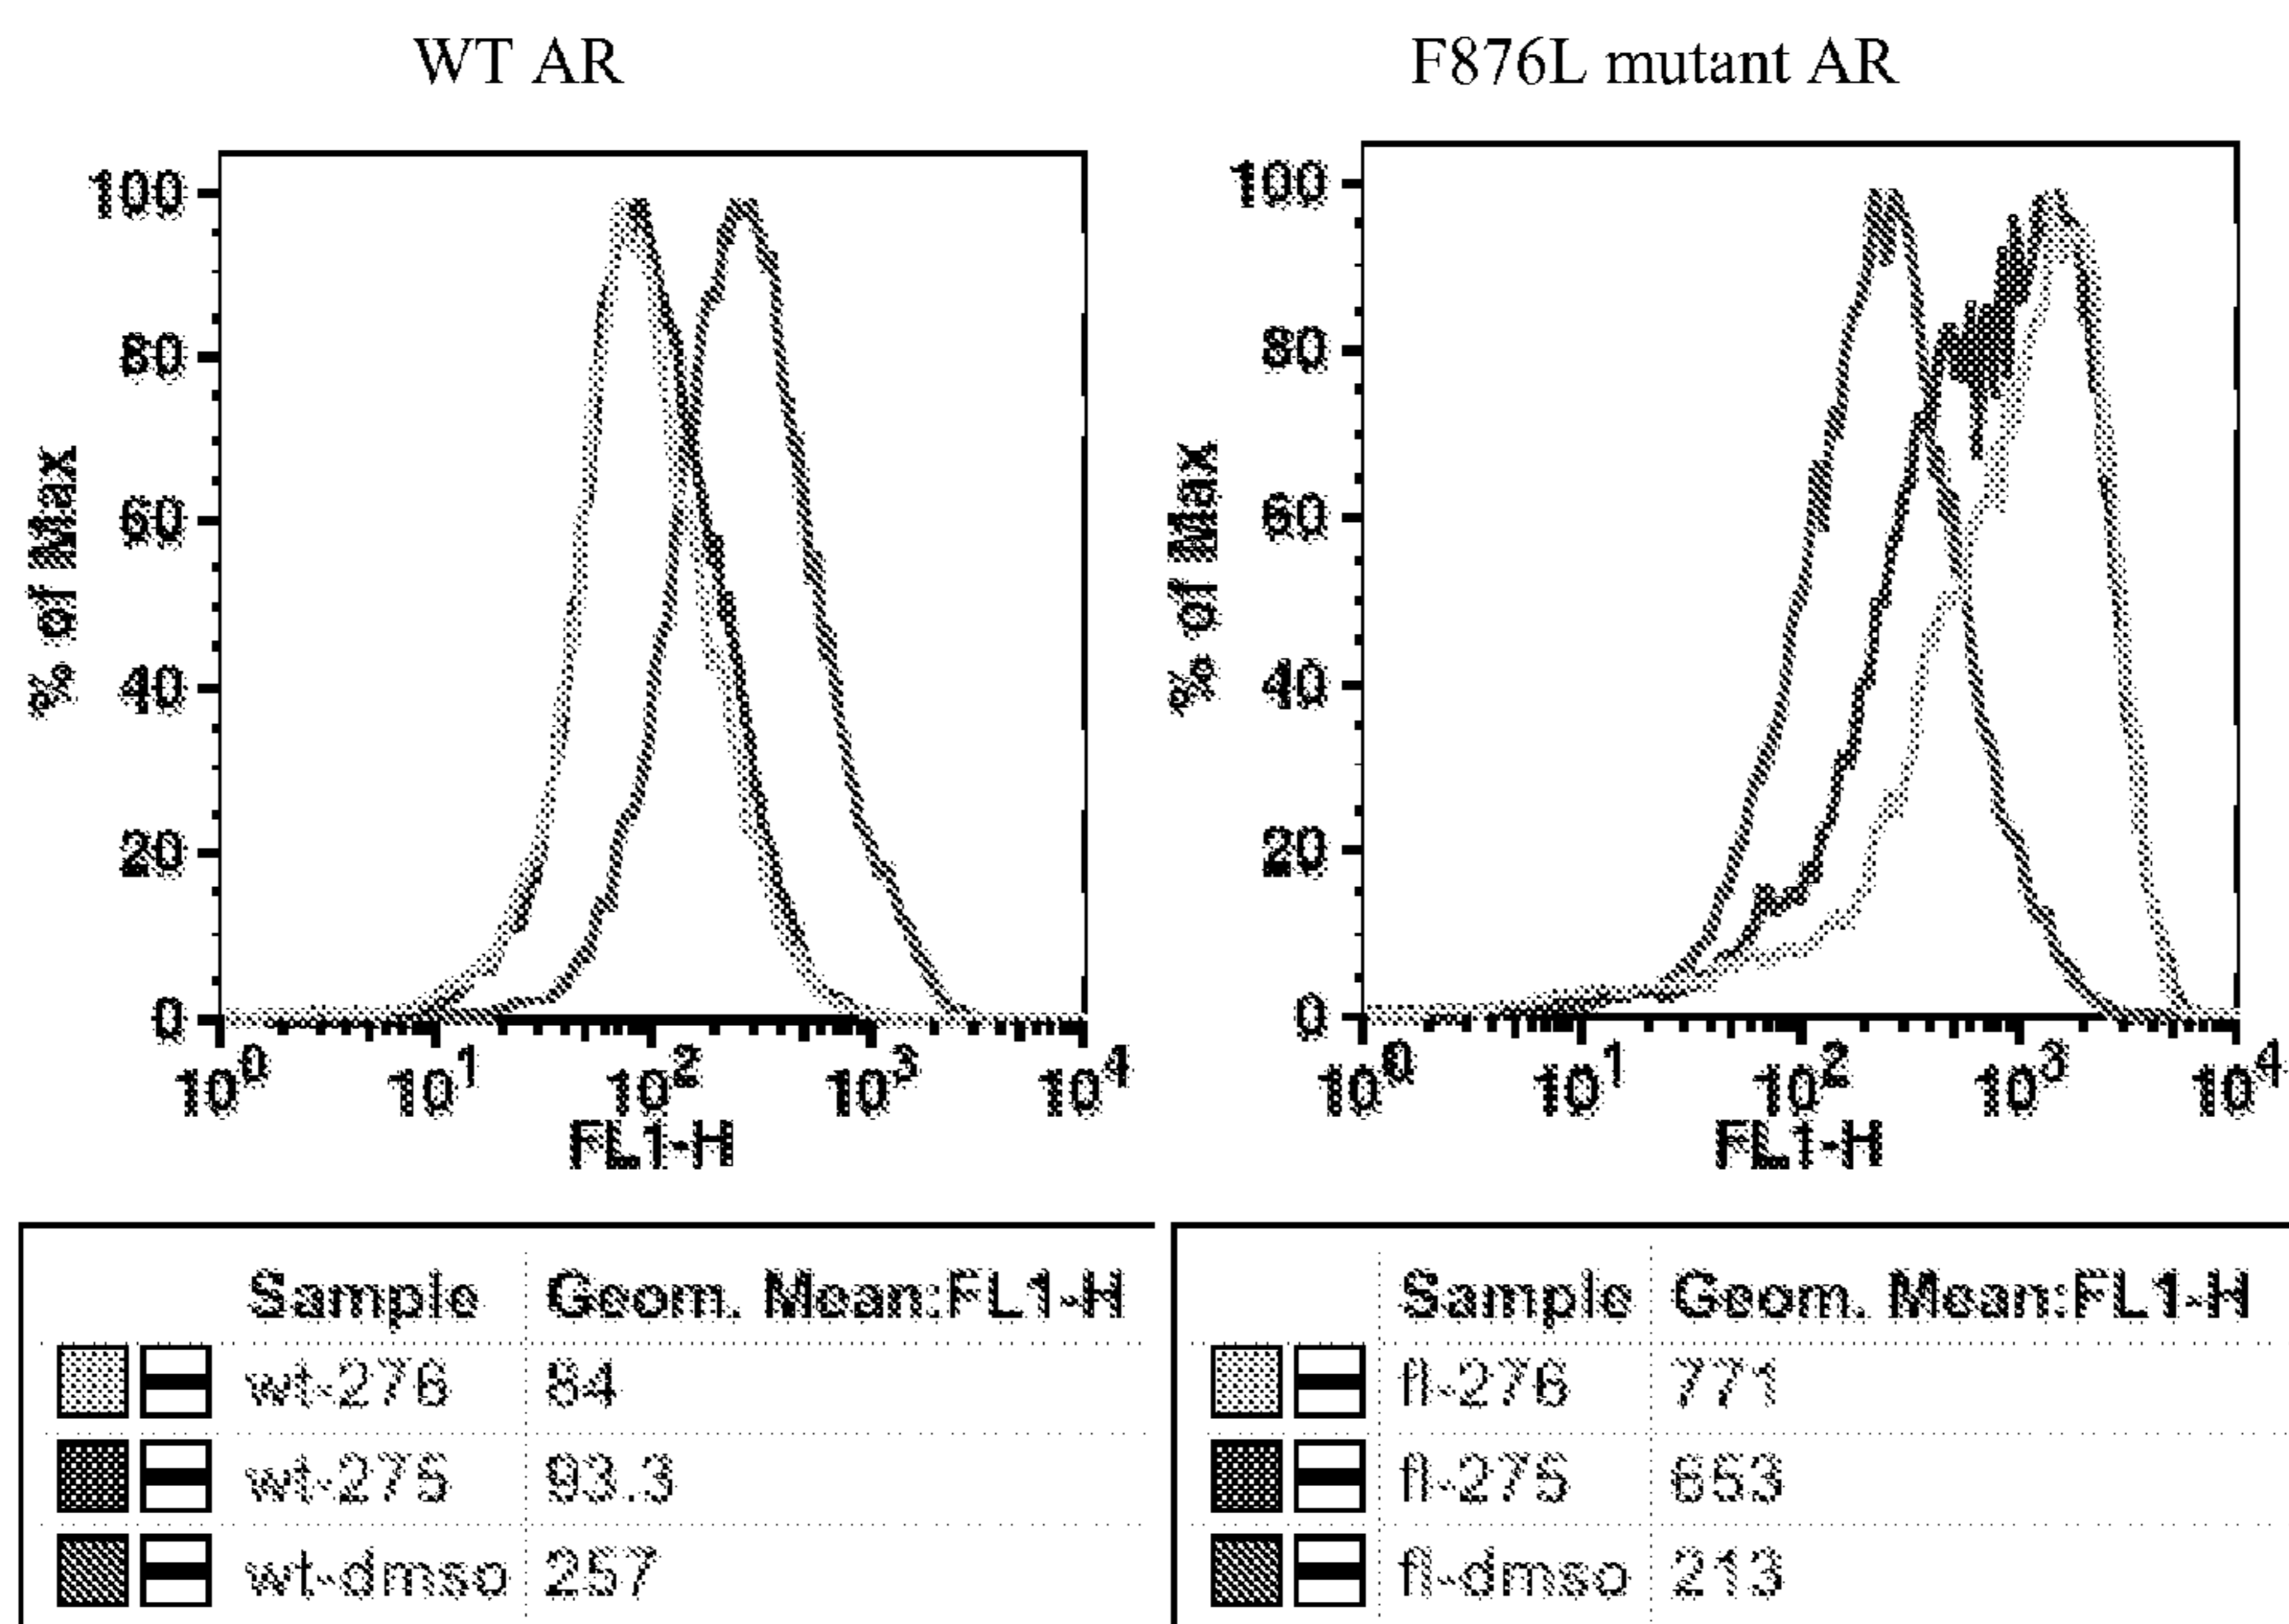 WT AR
F876L mutant AR
100
80
60
40
20
0
% of Max
10^0 10^1 10^2 10^3 10^4
FL1-H
100
80
60
40
20
0
% of Max
10^0 10^1 10^2 10^3 10^4
FL1-H
Sample Geom. Mean:FL1-H
wt-276 84
wt-275 93.3
wt-dmso 257
Sample Geom. Mean:FL1-H
fl-276 771
fl-275 653
fl-dmso 213